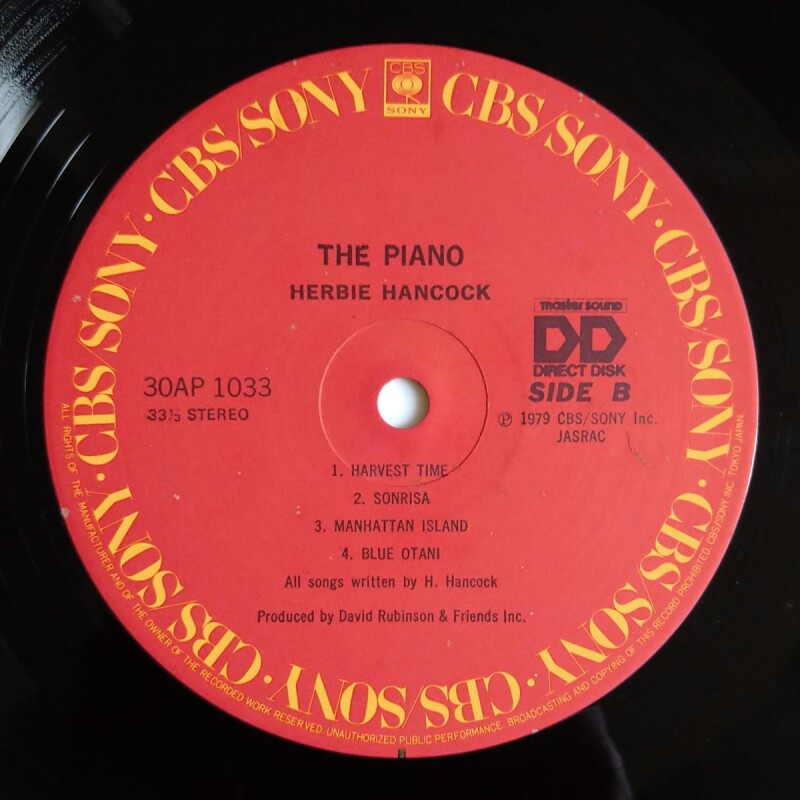 CBS
SONY
CBS/SONY · CBS/SONY · CBS/SONY · CBS/SONY · CBS/SONY · CBS/SONY · CBS/SONY · CBS/SONY · CBS/SONY
THE PIANO
HERBIE HANCOCK
master sound
DD
DIRECT DISK
SIDE B
30AP 1033
33⅓ STEREO
℗ 1979 CBS/SONY Inc.
JASRAC
1. HARVEST TIME
2. SONRISA
3. MANHATTAN ISLAND
4. BLUE OTANI
All songs written by H. Hancock
Produced by David Rubinson & Friends Inc.
ALL RIGHTS OF THE MANUFACTURER AND OF THE OWNER OF THE RECORDED WORK RESERVED UNAUTHORIZED PUBLIC PERFORMANCE, BROADCASTING AND COPYING OF THIS RECORD PROHIBITED CBS/SONY INC. TOKYO JAPAN